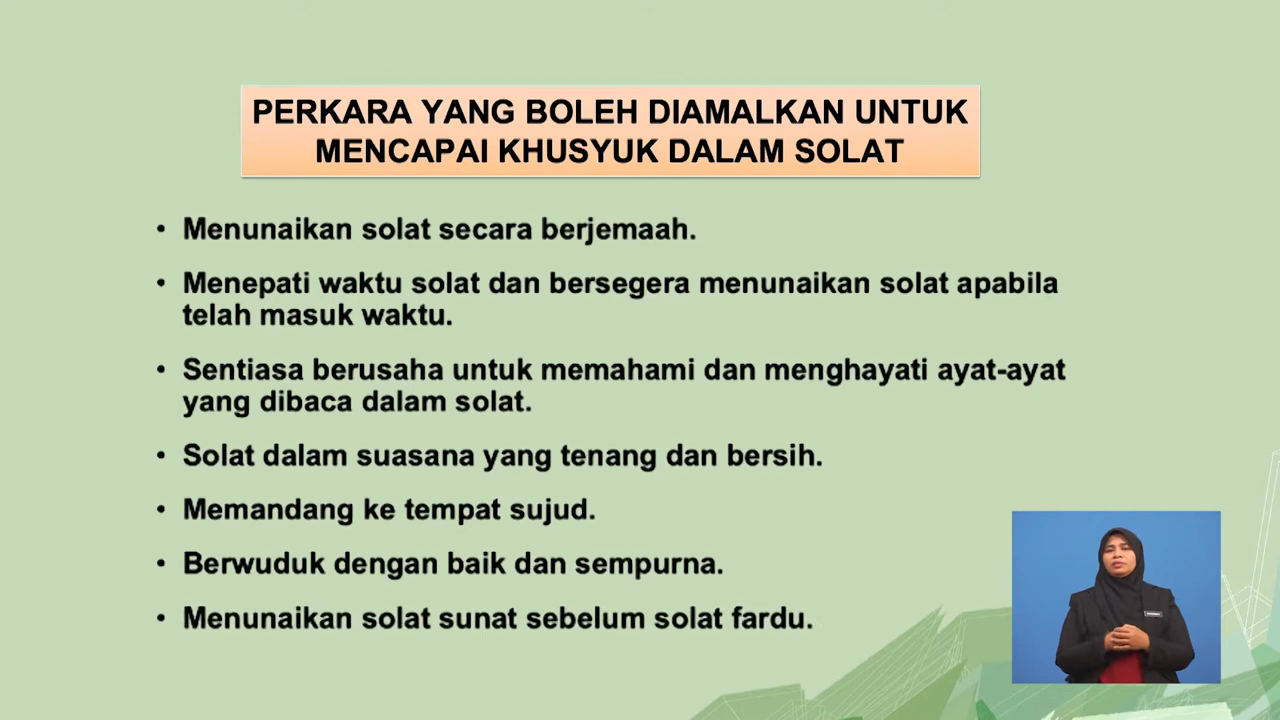 PERKARA YANG BOLEH DIAMALKAN UNTUK
MENCAPAI KHUSYUK DALAM SOLAT
• Menunaikan solat secara berjemaah.
• Menepati waktu solat dan bersegera menunaikan solat apabila
telah masuk waktu.
• Sentiasa berusaha untuk memahami dan menghayati ayat-ayat
yang dibaca dalam solat.
• Solat dalam suasana yang tenang dan bersih.
• Memandang ke tempat sujud.
• Berwuduk dengan baik dan sempurna.
• Menunaikan solat sunat sebelum solat fardu.